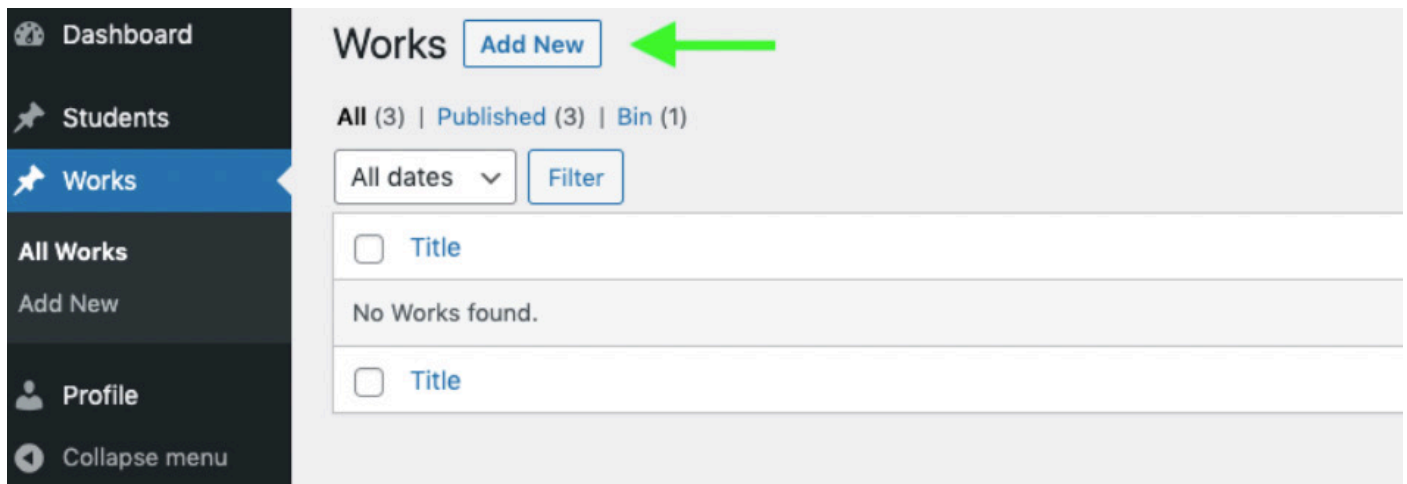 Dashboard
Students
Works
All Works
Add New
Profile
Collapse menu
Works Add New
All (3) | Published (3) | Bin (1)
All dates Filter
Title
No Works found.
Title